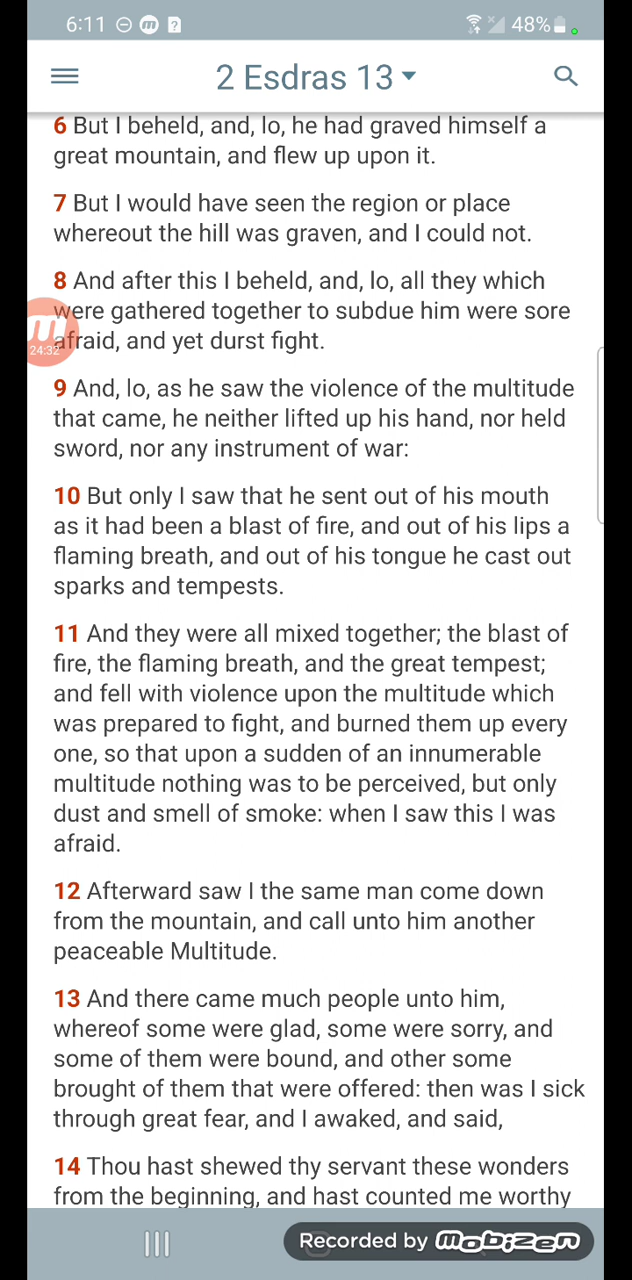 6:11 48%
2 Esdras 13
6 But I beheld, and, lo, he had graved himself a
great mountain, and flew up upon it.
7 But I would have seen the region or place
whereout the hill was graven, and I could not.
8 And after this I beheld, and, lo, all they which
were gathered together to subdue him were sore
afraid, and yet durst fight.
24:32
9 And, lo, as he saw the violence of the multitude
that came, he neither lifted up his hand, nor held
sword, nor any instrument of war:
10 But only I saw that he sent out of his mouth
as it had been a blast of fire, and out of his lips a
flaming breath, and out of his tongue he cast out
sparks and tempests.
11 And they were all mixed together; the blast of
fire, the flaming breath, and the great tempest;
and fell with violence upon the multitude which
was prepared to fight, and burned them up every
one, so that upon a sudden of an innumerable
multitude nothing was to be perceived, but only
dust and smell of smoke: when I saw this I was
afraid.
12 Afterward saw I the same man come down
from the mountain, and call unto him another
peaceable Multitude.
13 And there came much people unto him,
whereof some were glad, some were sorry, and
some of them were bound, and other some
brought of them that were offered: then was I sick
through great fear, and I awaked, and said,
14 Thou hast shewed thy servant these wonders
from the beginning, and hast counted me worthy
Recorded by mobizen